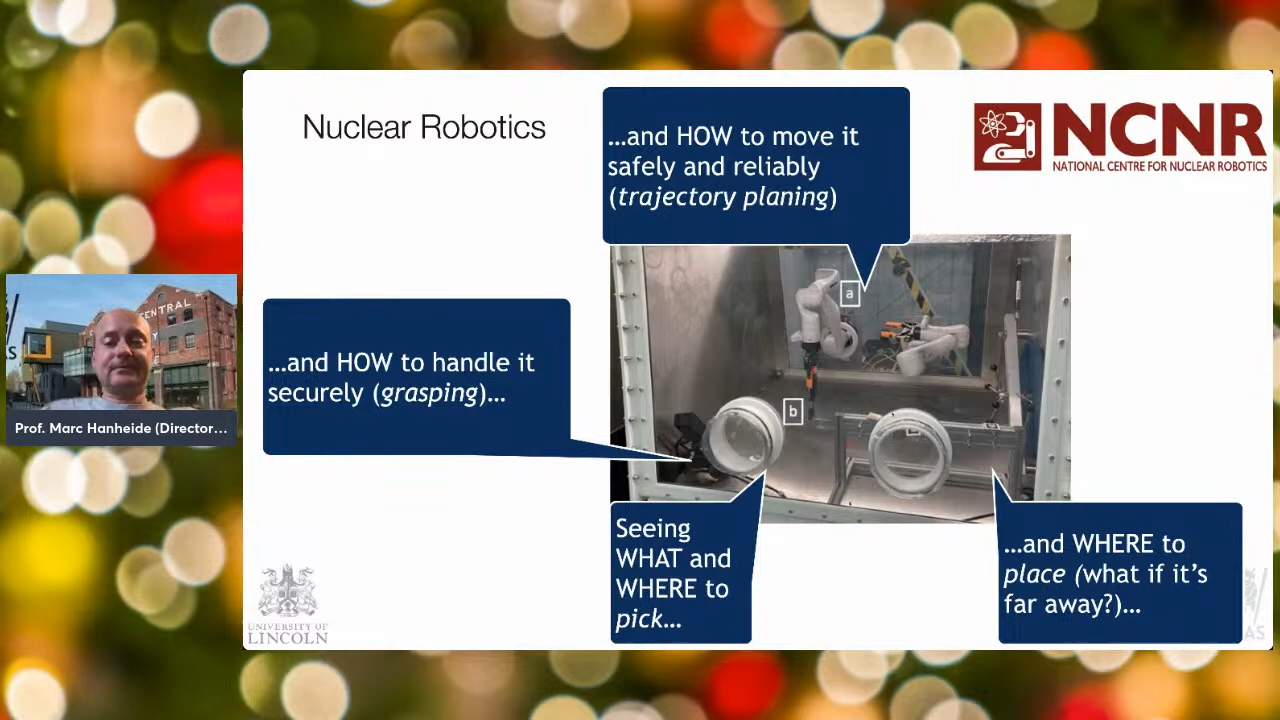 Nuclear Robotics
…and HOW to move it
safely and reliably
(trajectory planing)
NCNR
NATIONAL CENTRE FOR NUCLEAR ROBOTICS
a
…and HOW to handle it
securely (grasping)…
b
Seeing
WHAT and
WHERE to
pick…
…and WHERE to
place (what if it's
far away?)…
CENTRAL
Prof. Marc Hanheide (Director...
UNIVERSITY OF
LINCOLN
AS